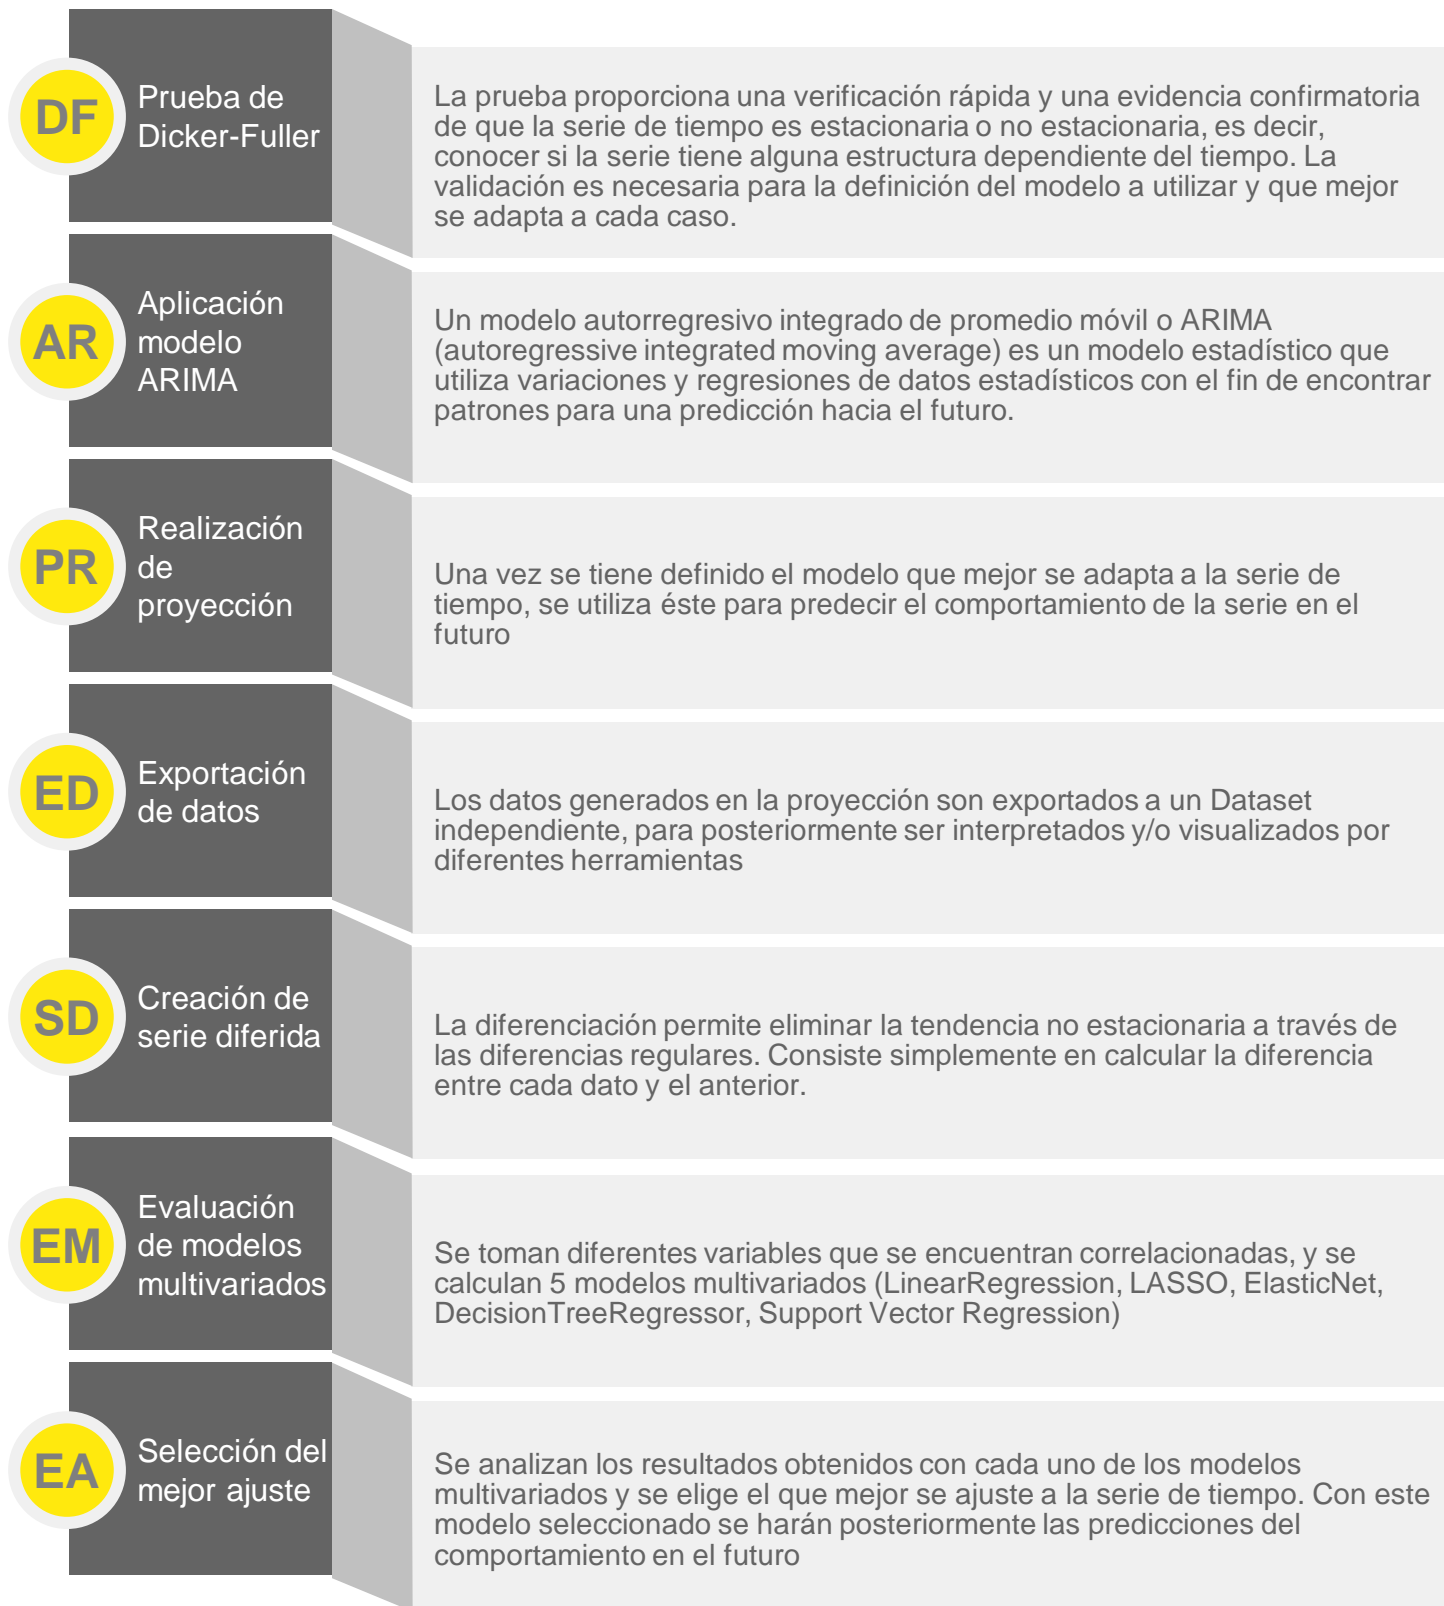 DF
Prueba de
Dicker-Fuller
La prueba proporciona una verificación rápida y una evidencia confirmatoria
de que la serie de tiempo es estacionaria o no estacionaria, es decir,
conocer si la serie tiene alguna estructura dependiente del tiempo. La
validación es necesaria para la definición del modelo a utilizar y que mejor
se adapta a cada caso.
AR
Aplicación
modelo
ARIMA
Un modelo autorregresivo integrado de promedio móvil o ARIMA
(autoregressive integrated moving average) es un modelo estadístico que
utiliza variaciones y regresiones de datos estadísticos con el fin de encontrar
patrones para una predicción hacia el futuro.
PR
Realización
de
proyección
Una vez se tiene definido el modelo que mejor se adapta a la serie de
tiempo, se utiliza éste para predecir el comportamiento de la serie en el
futuro
ED
Exportación
de datos
Los datos generados en la proyección son exportados a un Dataset
independiente, para posteriormente ser interpretados y/o visualizados por
diferentes herramientas
SD
Creación de
serie diferida
La diferenciación permite eliminar la tendencia no estacionaria a través de
las diferencias regulares. Consiste simplemente en calcular la diferencia
entre cada dato y el anterior.
EM
Evaluación
de modelos
multivariados
Se toman diferentes variables que se encuentran correlacionadas, y se
calculan 5 modelos multivariados (LinearRegression, LASSO, ElasticNet,
DecisionTreeRegressor, Support Vector Regression)
EA
Selección del
mejor ajuste
Se analizan los resultados obtenidos con cada uno de los modelos
multivariados y se elige el que mejor se ajuste a la serie de tiempo. Con este
modelo seleccionado se harán posteriormente las predicciones del
comportamiento en el futuro